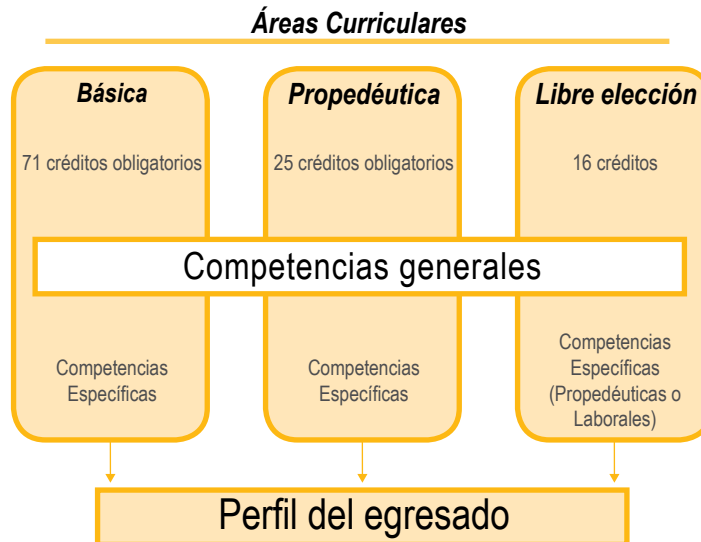 Áreas Curriculares
Básica
Propedéutica
Libre elección
71 créditos obligatorios
25 créditos obligatorios
16 créditos
Competencias generales
Competencias
Específicas
Competencias
Específicas
Competencias
Específicas
(Propedéuticas o
Laborales)
Perfil del egresado